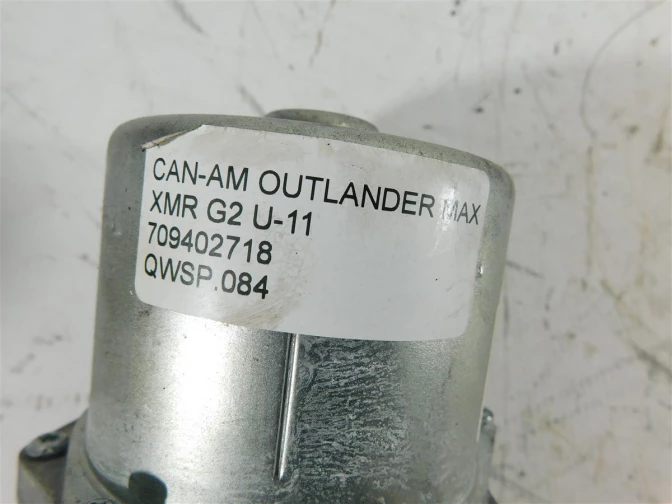 CAN-AM OUTLANDER MAX
XMR G2 U-11
709402718
QWSP.084